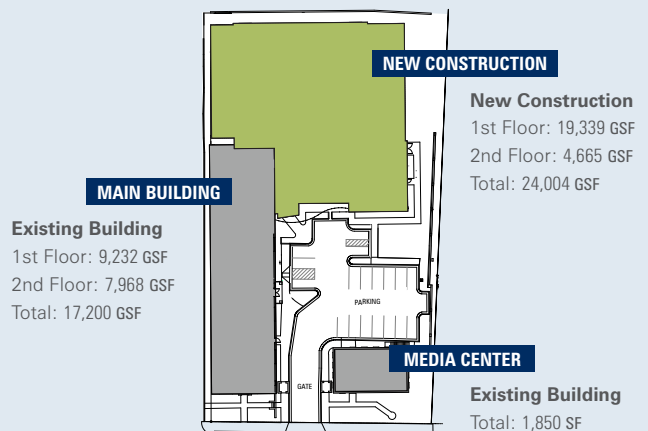 NEW CONSTRUCTION
New Construction
1st Floor: 19,339 GSF
2nd Floor: 4,665 GSF
Total: 24,004 GSF
MAIN BUILDING
Existing Building
1st Floor: 9,232 GSF
2nd Floor: 7,968 GSF
Total: 17,200 GSF
PARKING
GATE
MEDIA CENTER
Existing Building
Total: 1,850 SF